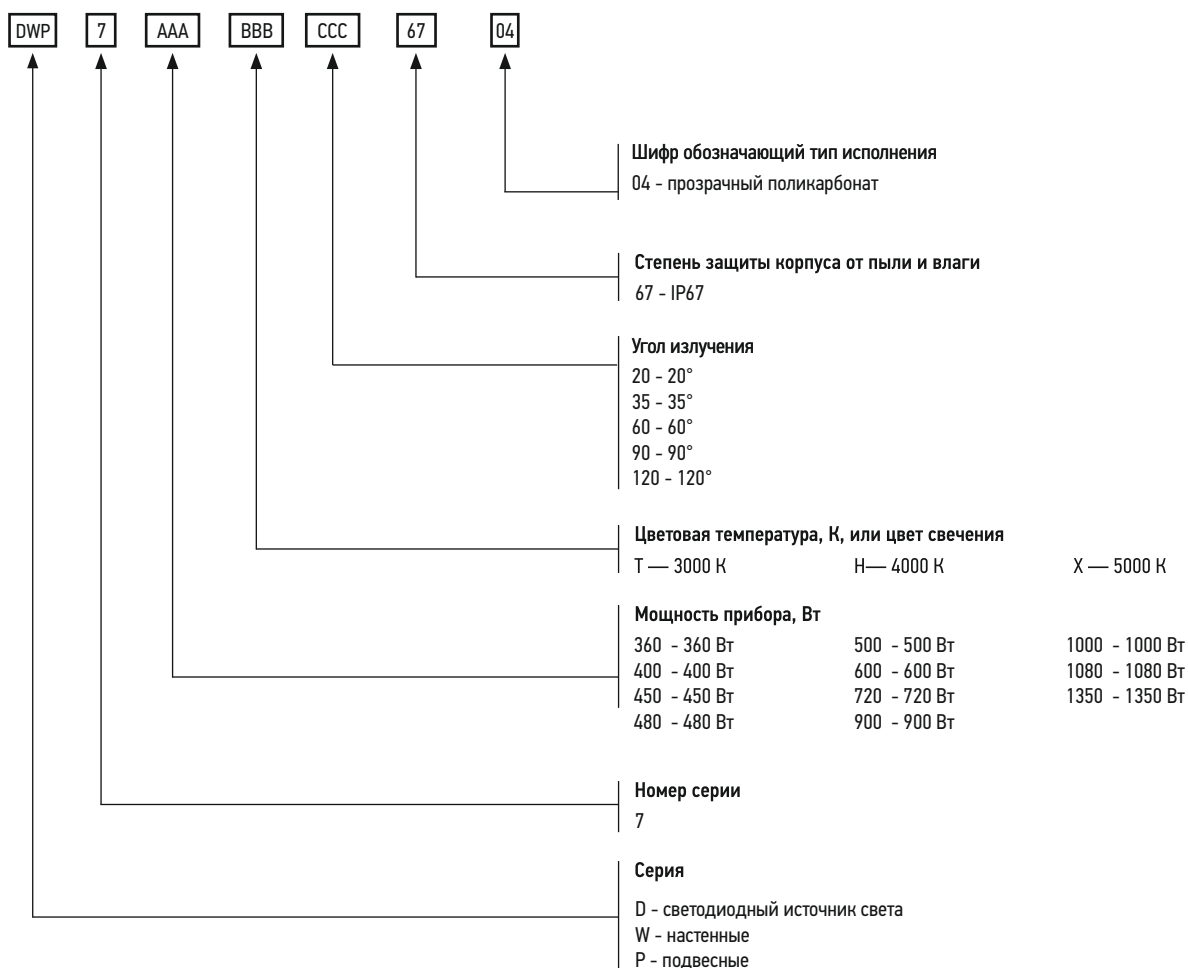 DWP 7 AAA BBB CCC 67 04
Шифр обозначающий тип исполнения
04 - прозрачный поликарбонат
Степень защиты корпуса от пыли и влаги
67 - IP67
Угол излучения
20 - 20°
35 - 35°
60 - 60°
90 - 90°
120 - 120°
Цветовая температура, К, или цвет свечения
Т — 3000 К Н— 4000 К Х — 5000 К
Мощность прибора, Вт
360 - 360 Вт 500 - 500 Вт 1000 - 1000 Вт
400 - 400 Вт 600 - 600 Вт 1080 - 1080 Вт
450 - 450 Вт 720 - 720 Вт 1350 - 1350 Вт
480 - 480 Вт 900 - 900 Вт
Номер серии
7
Серия
D - светодиодный источник света
W - настенные
P - подвесные